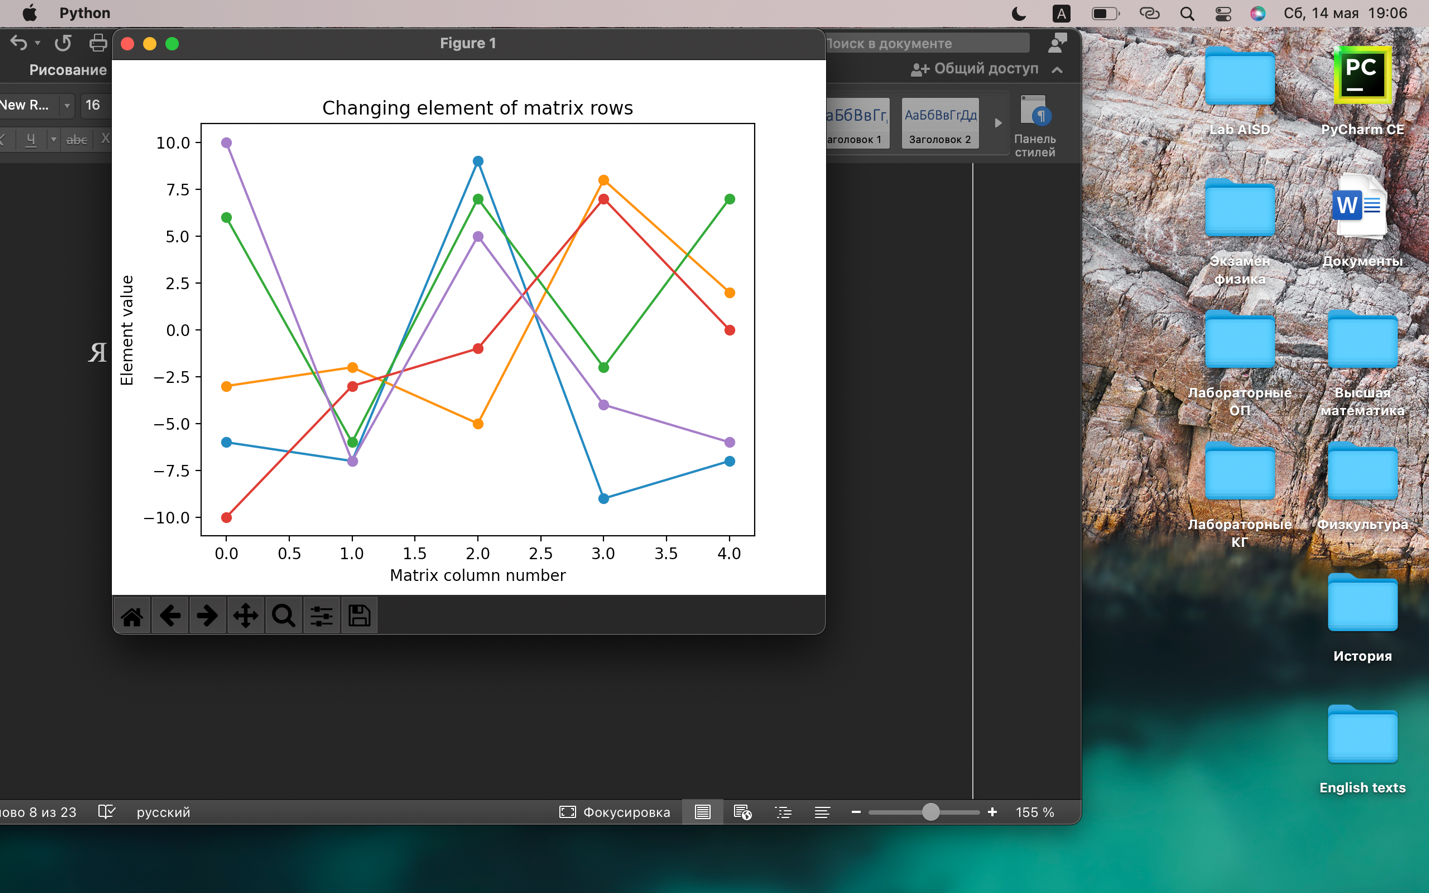 Python
A
Сб, 14 мая 19:06
Figure 1
Поиск в документе
Рисование
Общий доступ
New R...
16
Ч
abc
X
аБбВвГг,
АаБбВвГгДд
аголовок 1
Заголовок 2
Панель
стилей
Changing element of matrix rows
10.0
7.5
5.0
2.5
0.0
−2.5
−5.0
−7.5
−10.0
Element value
0.0 0.5 1.0 1.5 2.0 2.5 3.0 3.5 4.0
Matrix column number
Я
ово 8 из 23
русский
Фокусировка
155 %
PC
W
Lab AISD
PyCharm CE
Экзамен
физика
Документы
Лабораторные
ОП
Высшая
математика
Лабораторные
КГ
Физкультура
История
English texts